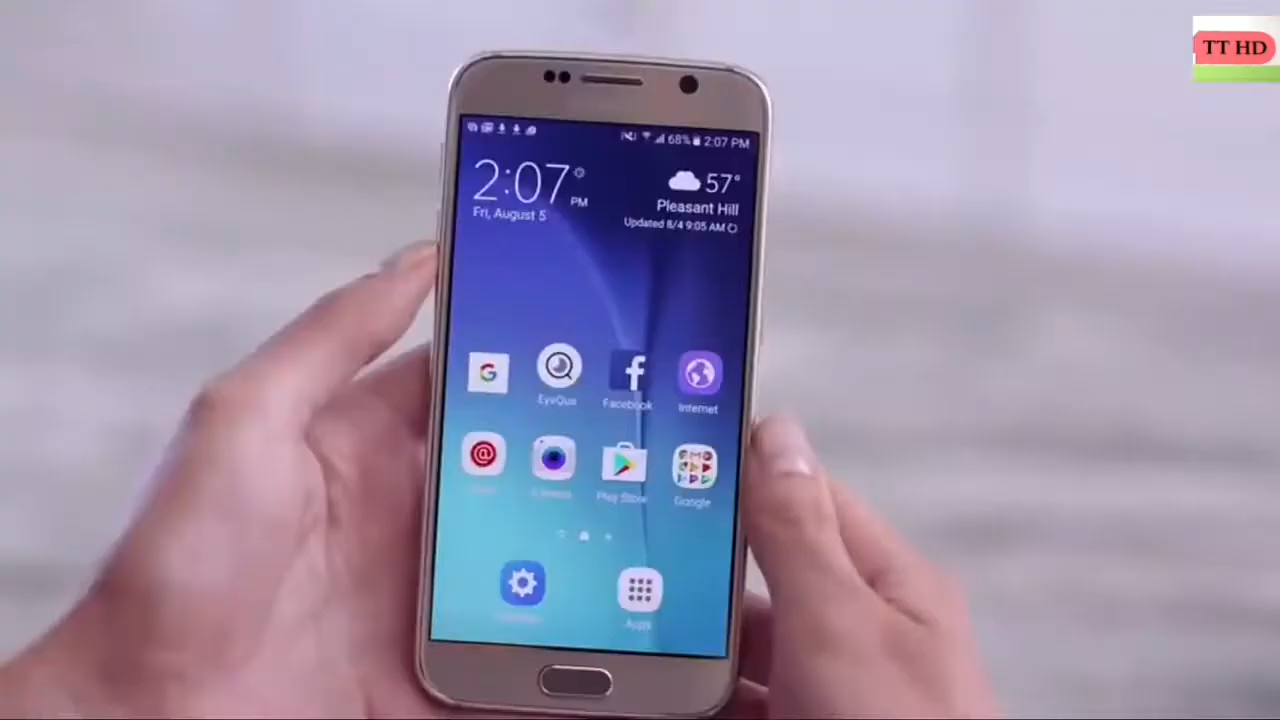 TT HD
68% 2:07 PM
2:07 PM
57°
Fri, August 5
Pleasant Hill
Updated 8/4 9:05 AM
G
EyeQue
Facebook
Internet
@
Play Store
Google
Apps